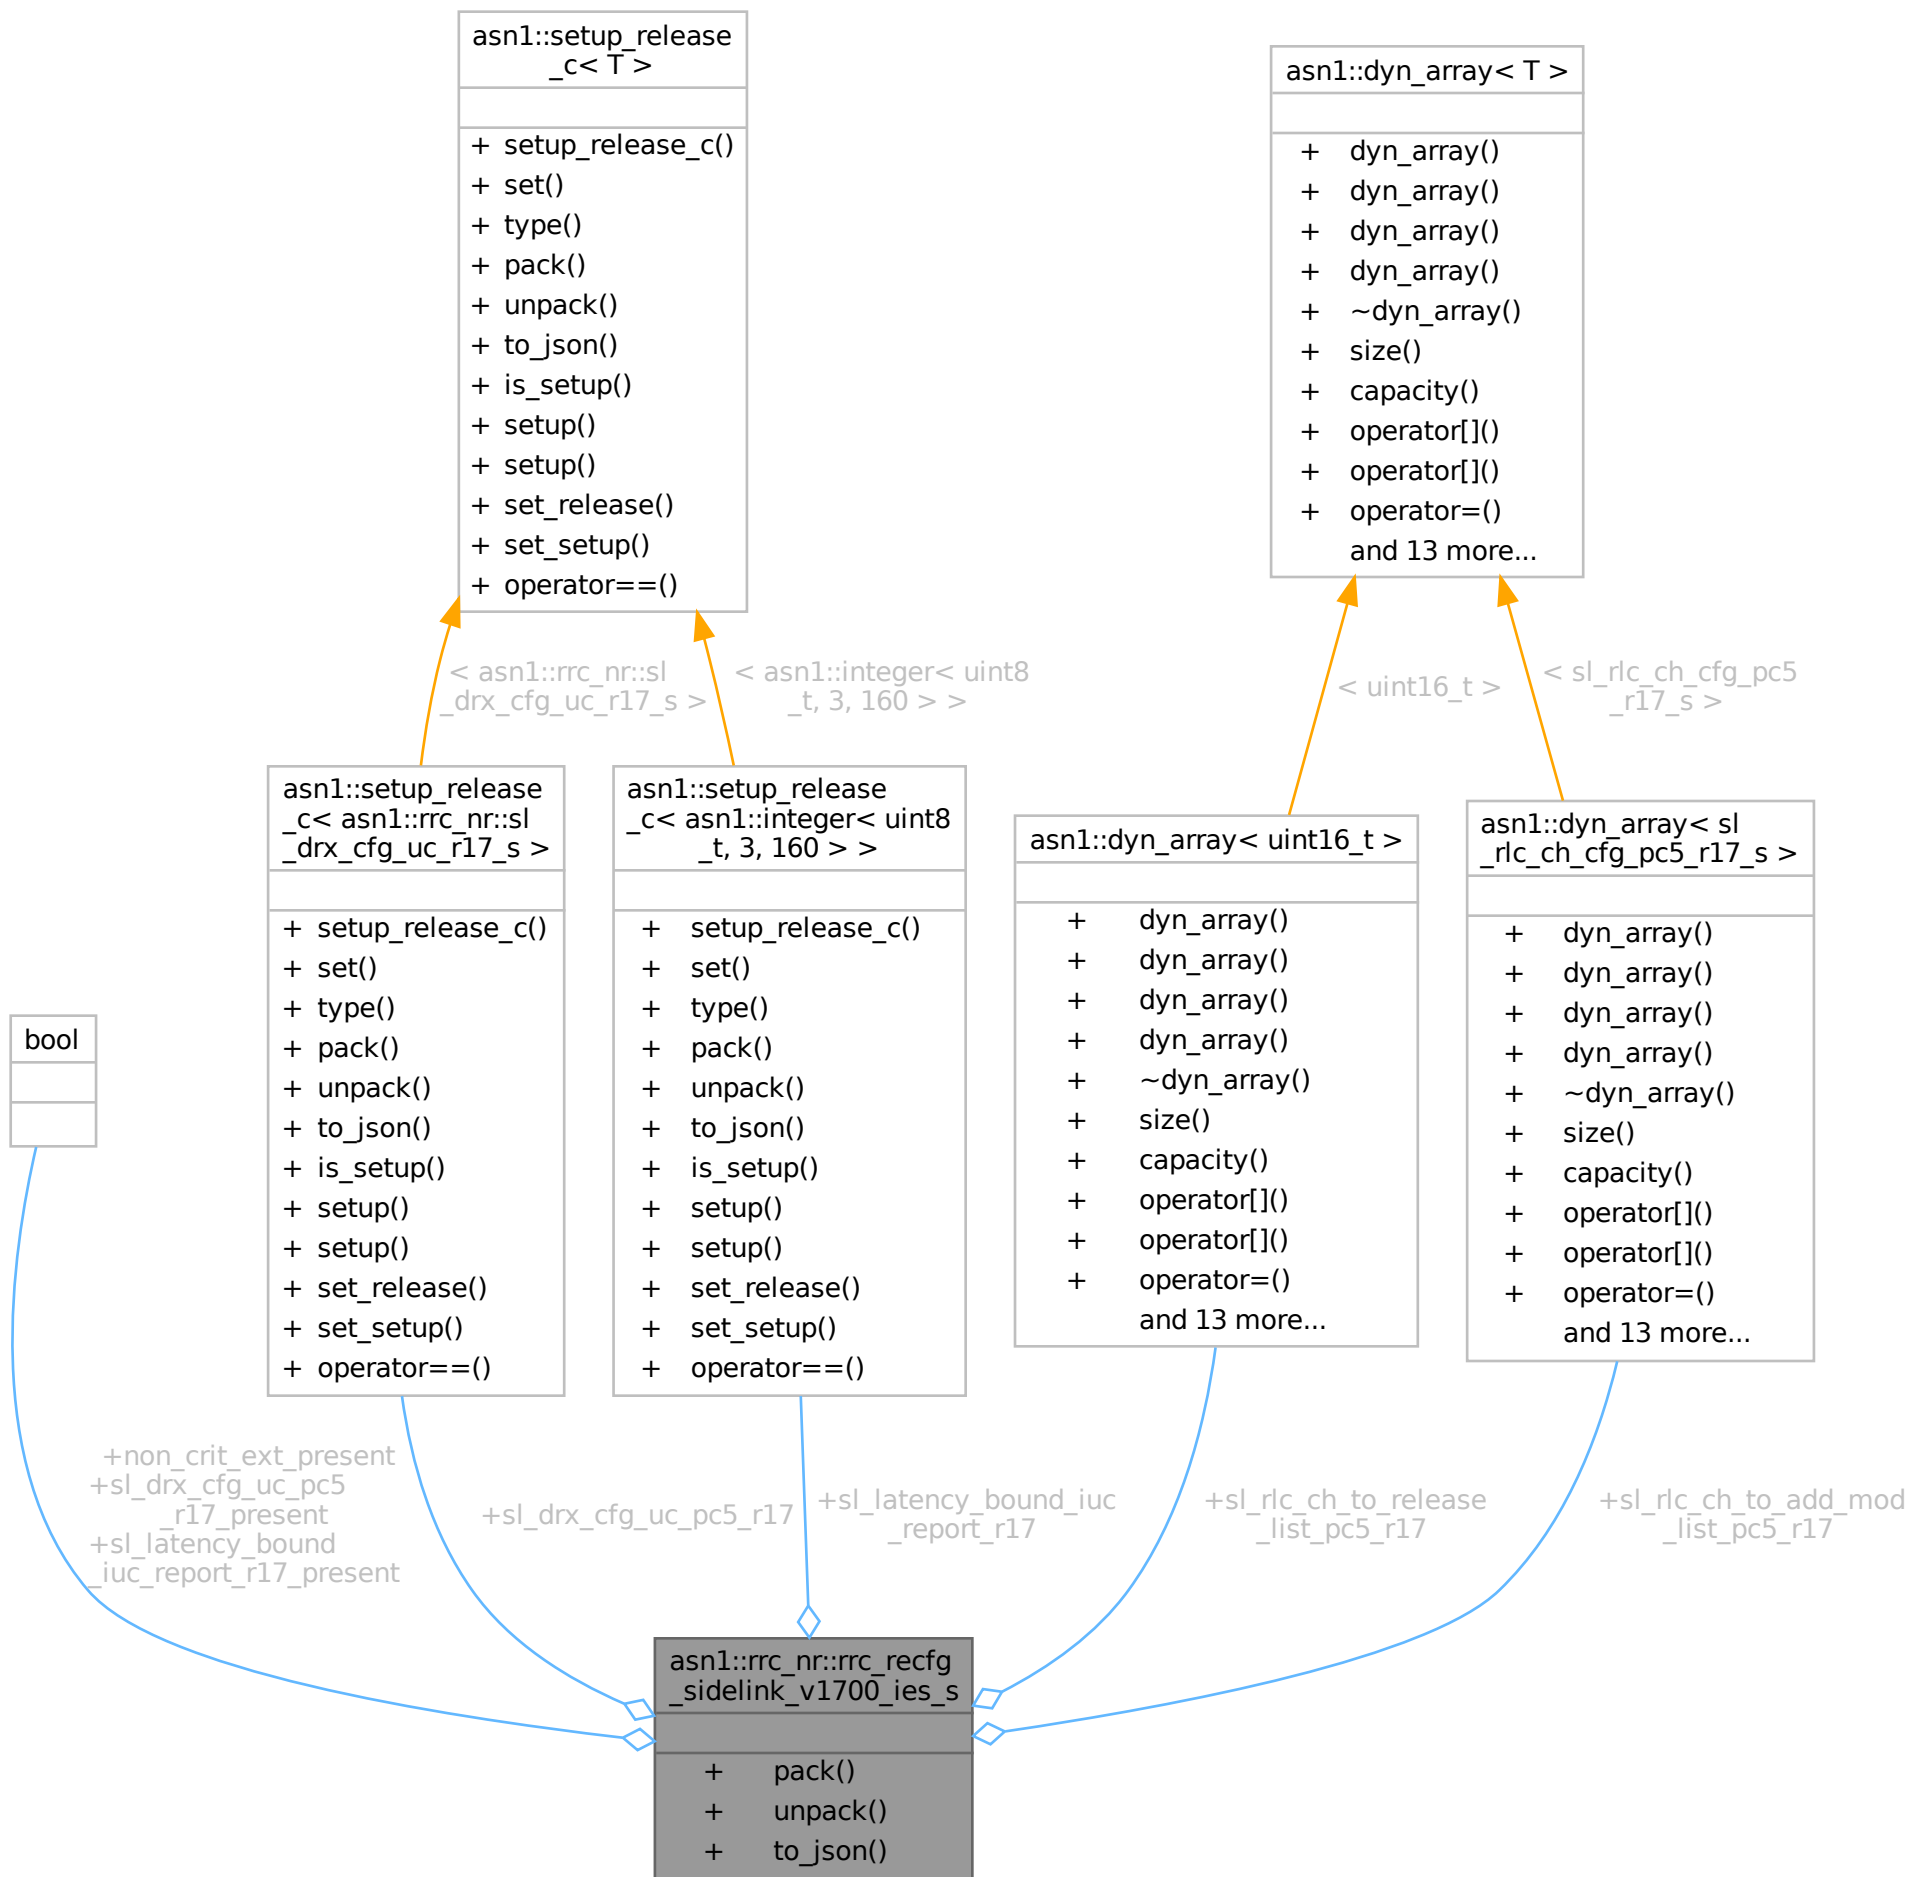 asn1::setup_release
_c< T >
+ setup_release_c()
+ set()
+ type()
+ pack()
+ unpack()
+ to_json()
+ is_setup()
+ setup()
+ setup()
+ set_release()
+ set_setup()
+ operator==()
asn1::dyn_array< T >
+ dyn_array()
+ dyn_array()
+ dyn_array()
+ dyn_array()
+ ~dyn_array()
+ size()
+ capacity()
+ operator[]()
+ operator[]()
+ operator=()
and 13 more...
< asn1::rrc_nr::sl
_drx_cfg_uc_r17_s >
< asn1::integer< uint8
_t, 3, 160 > >
< uint16_t >
< sl_rlc_ch_cfg_pc5
_r17_s >
bool
asn1::setup_release
_c< asn1::rrc_nr::sl
_drx_cfg_uc_r17_s >
+ setup_release_c()
+ set()
+ type()
+ pack()
+ unpack()
+ to_json()
+ is_setup()
+ setup()
+ setup()
+ set_release()
+ set_setup()
+ operator==()
asn1::setup_release
_c< asn1::integer< uint8
_t, 3, 160 > >
+ setup_release_c()
+ set()
+ type()
+ pack()
+ unpack()
+ to_json()
+ is_setup()
+ setup()
+ setup()
+ set_release()
+ set_setup()
+ operator==()
asn1::dyn_array< uint16_t >
+ dyn_array()
+ dyn_array()
+ dyn_array()
+ dyn_array()
+ ~dyn_array()
+ size()
+ capacity()
+ operator[]()
+ operator[]()
+ operator=()
and 13 more...
asn1::dyn_array< sl
_rlc_ch_cfg_pc5_r17_s >
+ dyn_array()
+ dyn_array()
+ dyn_array()
+ dyn_array()
+ ~dyn_array()
+ size()
+ capacity()
+ operator[]()
+ operator[]()
+ operator=()
and 13 more...
+non_crit_ext_present
+sl_drx_cfg_uc_pc5
_r17_present
+sl_latency_bound
_iuc_report_r17_present
+sl_drx_cfg_uc_pc5_r17
+sl_latency_bound_iuc
_report_r17
+sl_rlc_ch_to_release
_list_pc5_r17
+sl_rlc_ch_to_add_mod
_list_pc5_r17
asn1::rrc_nr::rrc_recfg
_sidelink_v1700_ies_s
+ pack()
+ unpack()
+ to_json()